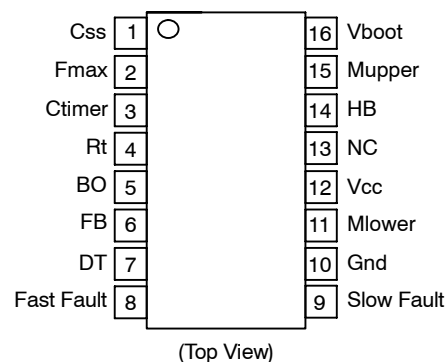 Css 1 16 Vboot
Fmax 2 15 Mupper
Ctimer 3 14 HB
Rt 4 13 NC
BO 5 12 Vcc
FB 6 11 Mlower
DT 7 10 Gnd
Fast Fault 8 9 Slow Fault
(Top View)